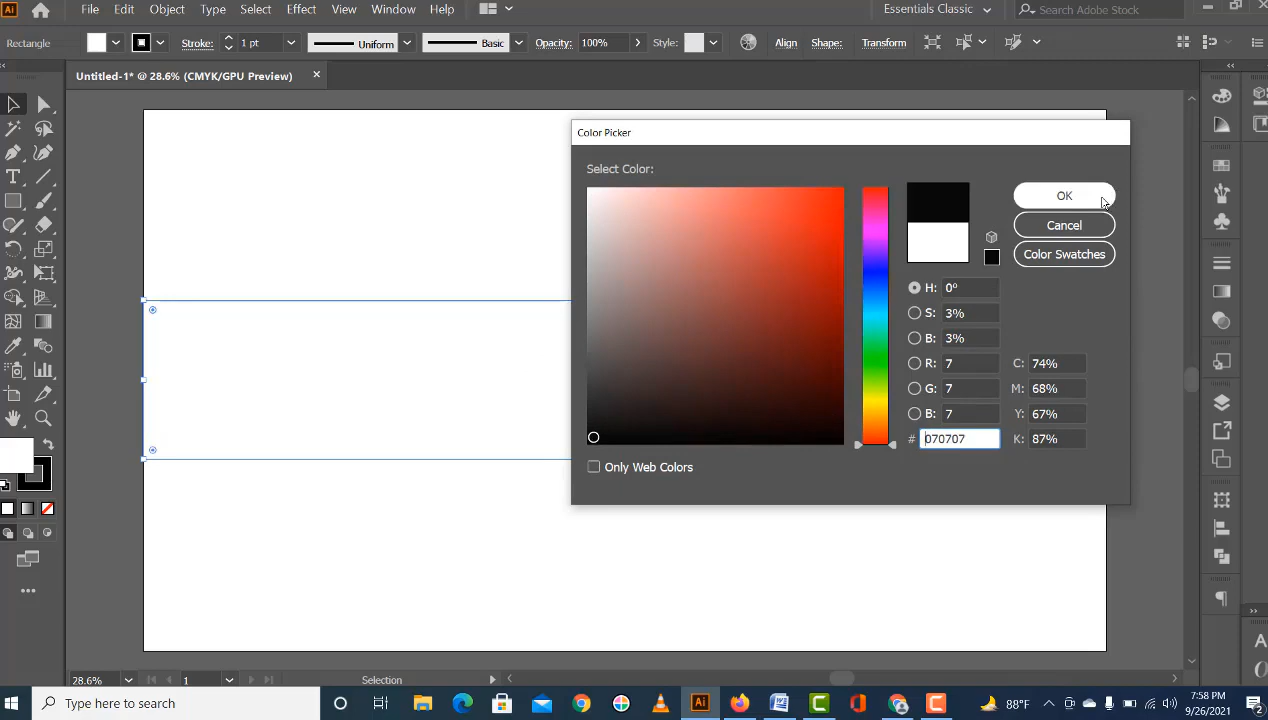 Ai File Edit Object Type Select Effect View Window Help Essentials Classic Search Adobe Stock
Rectangle Stroke: 1 pt Uniform Basic Opacity: 100% Style: Align Shape: Transform
Untitled-1* @ 28.6% (CMYK/GPU Preview)
Color Picker
Select Color:
OK
Cancel
Color Swatches
H: 0º
S: 3%
B: 3%
R: 7 C: 74%
G: 7 M: 68%
B: 7 Y: 67%
# 070707 K: 87%
Only Web Colors
28.6% 1 Selection
Type here to search
Ai
88°F
7:58 PM
9/26/2021
2